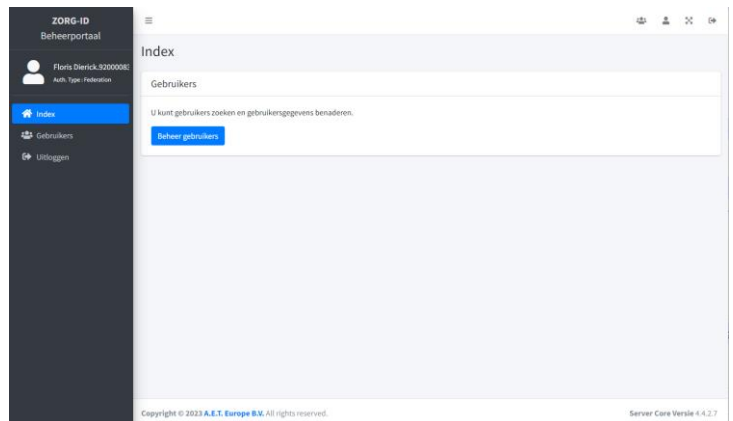 ZORG-ID
Beheerportaal
Floris Dierick.9200008
Auth. Type : Federation
Index
Gebruikers
Uitloggen
Index
Gebruikers
U kunt gebruikers zoeken en gebruikersgegevens benaderen.
Beheer gebruikers
Copyright © 2023 A.E.T. Europe B.V. All rights reserved.
Server Core Versie 4.4.2.7